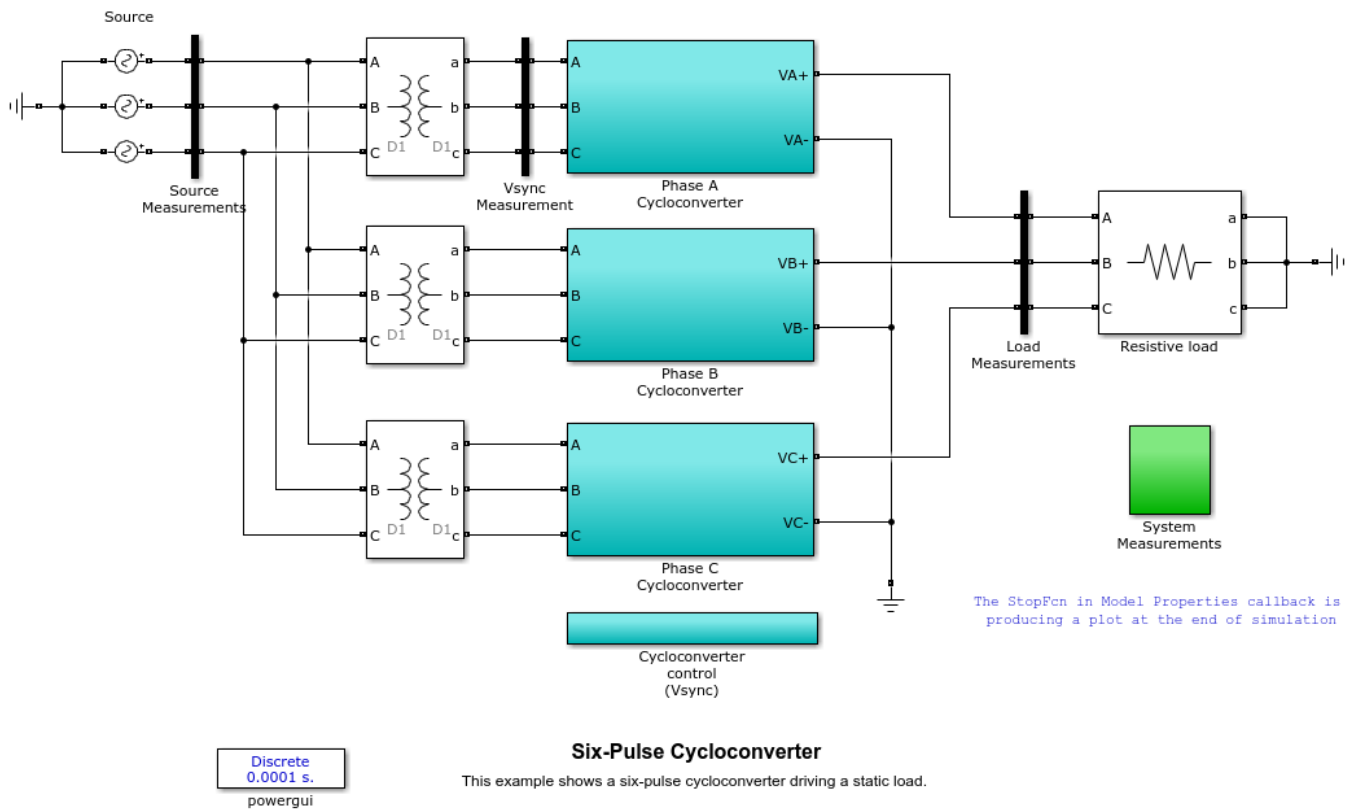 Source
Source
Measurements
A
B
C
a
b
c
D1 D1
Vsync
Measurement
A
B
C
VA+
VA-
Phase A
Cycloconverter
A
B
C
a
b
c
D1 D1
A
B
C
VB+
VB-
Phase B
Cycloconverter
A
B
C
a
b
c
D1 D1
A
B
C
VC+
VC-
Phase C
Cycloconverter
Load
Measurements
A
B
C
a
b
c
Resistive load
System
Measurements
The StopFcn in Model Properties callback is
producing a plot at the end of simulation
Cycloconverter
control
(Vsync)
Discrete
0.0001 s.
powergui
Six-Pulse Cycloconverter
This example shows a six-pulse cycloconverter driving a static load.